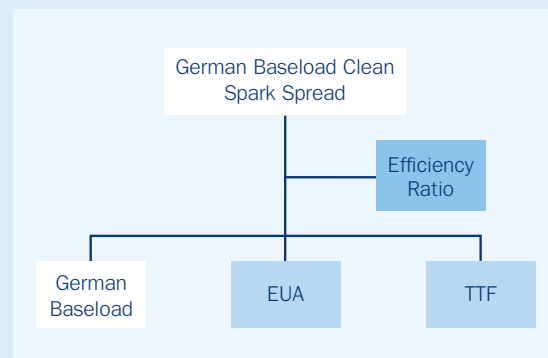 German Baseload Clean
Spark Spread
Efficiency
Ratio
German
Baseload
EUA
TTF